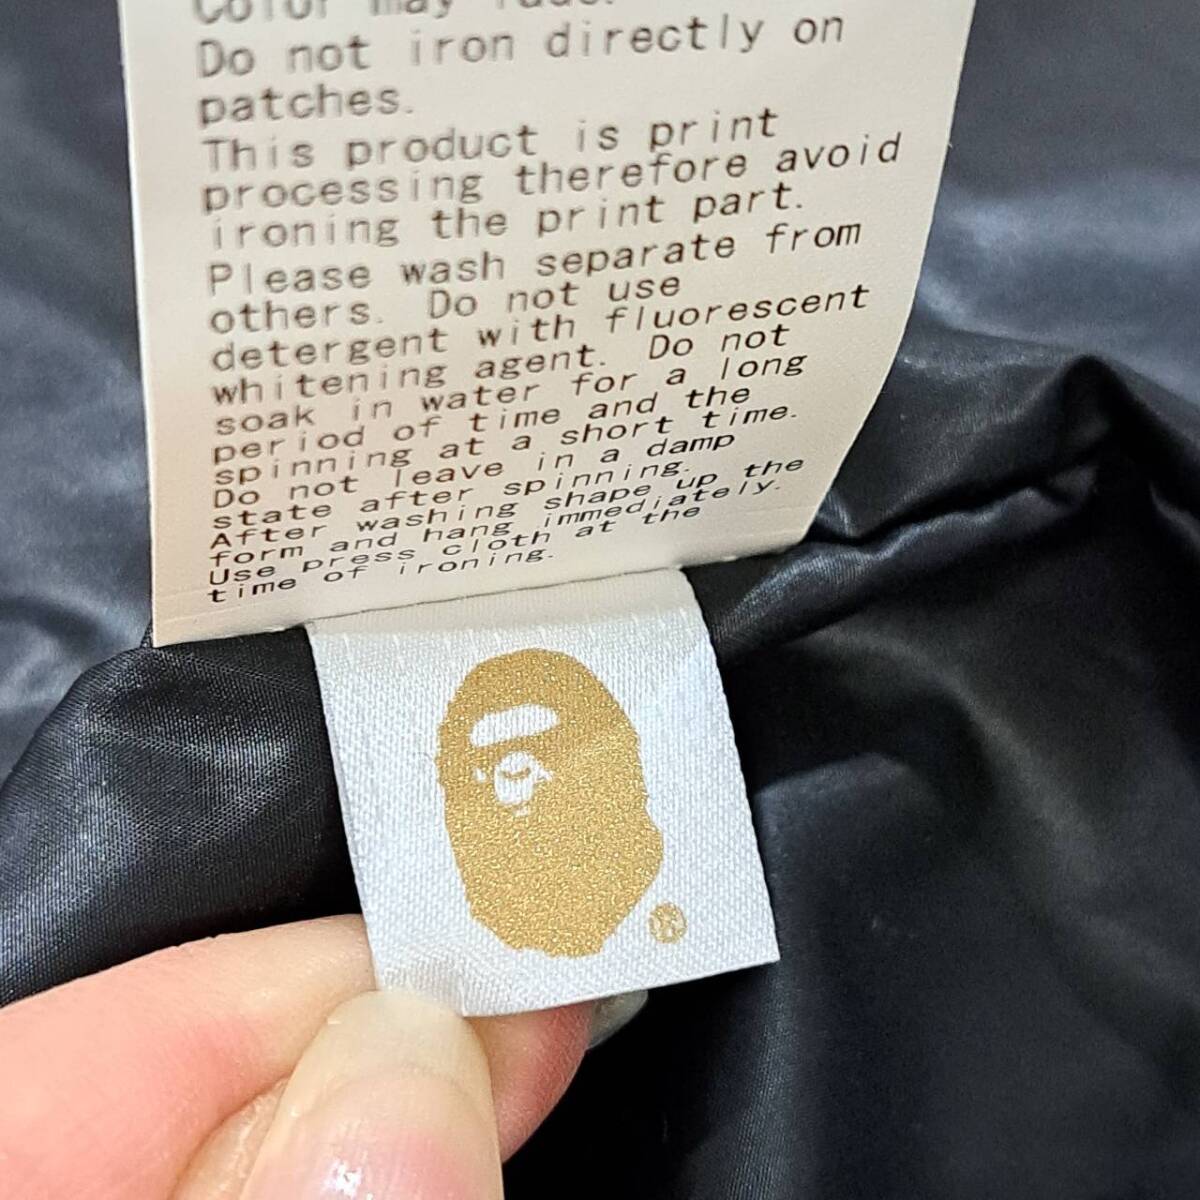 Color may fade.
Do not iron directly on
patches.
This product is print
processing therefore avoid
ironing the print part.
Please wash separate from
others. Do not use
detergent with fluorescent
whitening agent. Do not
soak in water for a long
period of time and the
spinning at a short time.
Do not leave in a damp
state after spinning.
After washing shape up the
form and hang immediately.
Use press cloth at the
time of ironing.
®